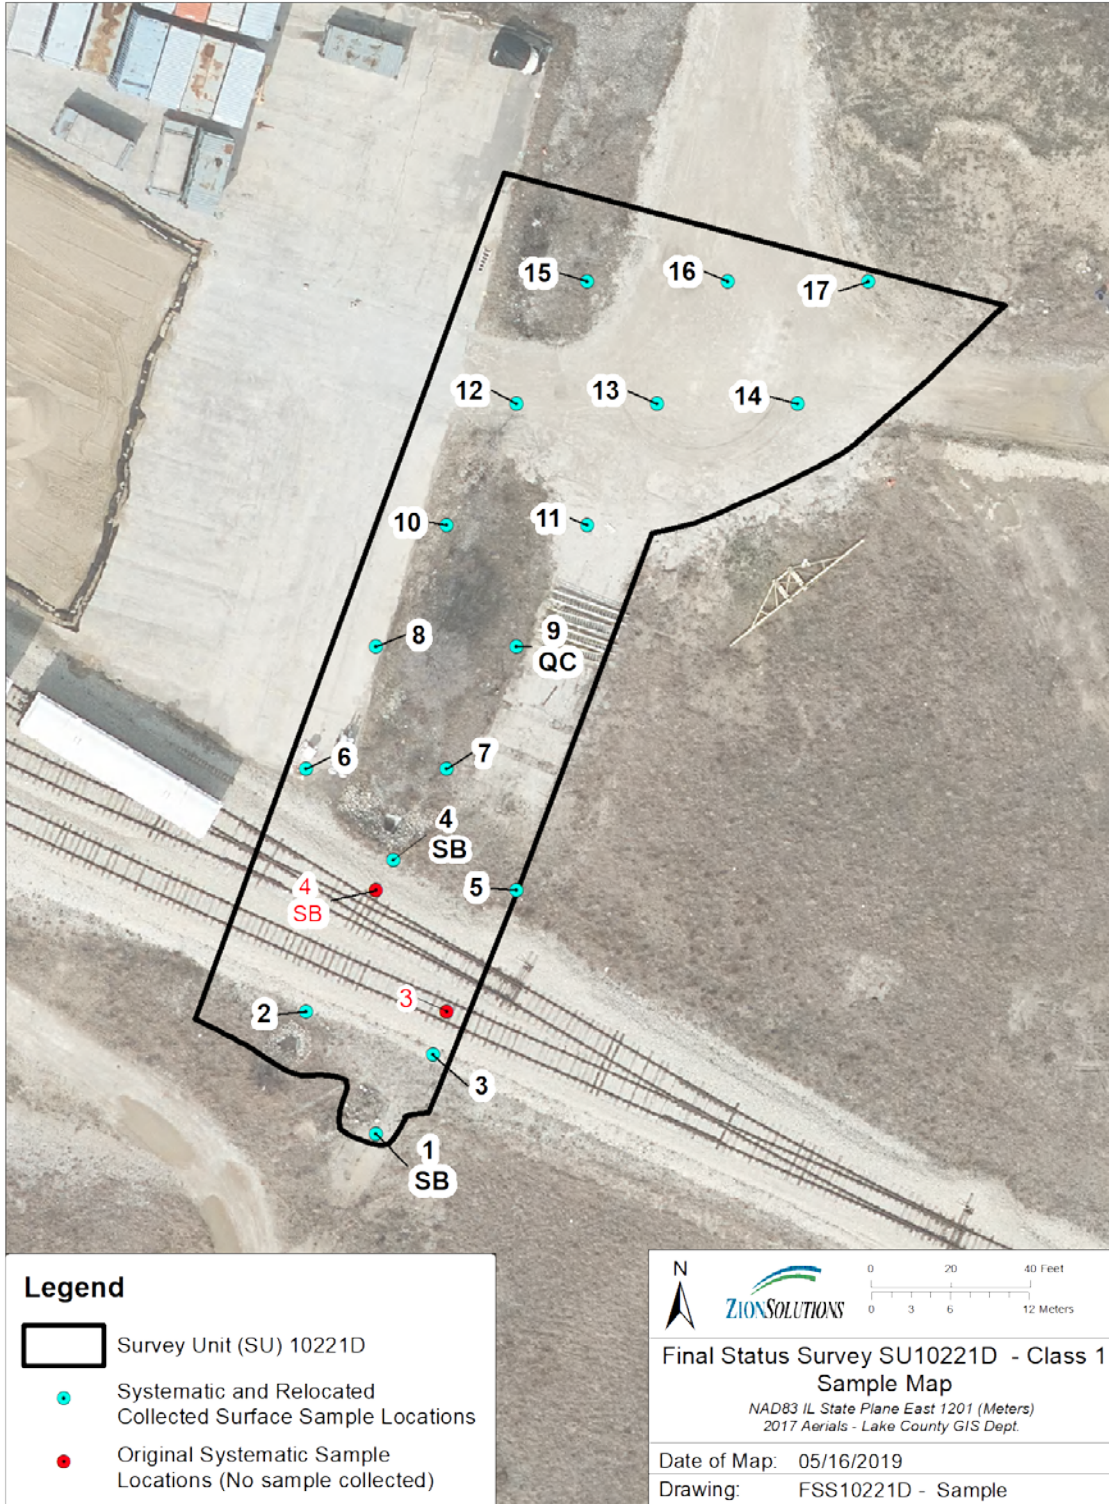 15
16
17
12
13
14
10
11
8
9
QC
6
7
4
SB
4
SB
5
2
3
3
1
SB
Legend
Survey Unit (SU) 10221D
Systematic and Relocated
Collected Surface Sample Locations
Original Systematic Sample
Locations (No sample collected)
N
ZIONSOLUTIONS
0 20 40 Feet
0 3 6 12 Meters
Final Status Survey SU10221D - Class 1
Sample Map
NAD83 IL State Plane East 1201 (Meters)
2017 Aerials - Lake County GIS Dept.
Date of Map: 05/16/2019
Drawing: FSS10221D - Sample